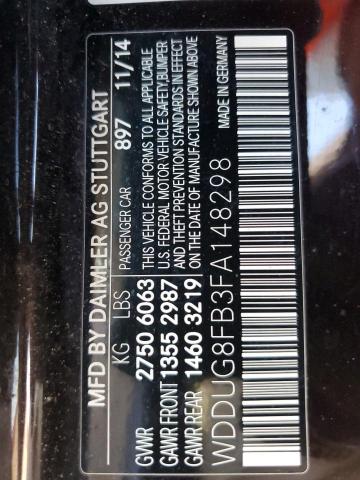 MFD BY DAIMLER AG STUTTGART
KG LBS PASSENGER CAR 897 11/14
GVWR 2750 6063 THIS VEHICLE CONFORMS TO ALL APPLICABLE
GAWR FRONT 1355 2987 U.S. FEDERAL MOTOR VEHICLE SAFETY, BUMPER
GAWR REAR 1460 3219 AND THEFT PREVENTION STANDARDS IN EFFECT
ON THE DATE OF MANUFACTURE SHOWN ABOVE
WDDUG8FB3FA148298 MADE IN GERMANY